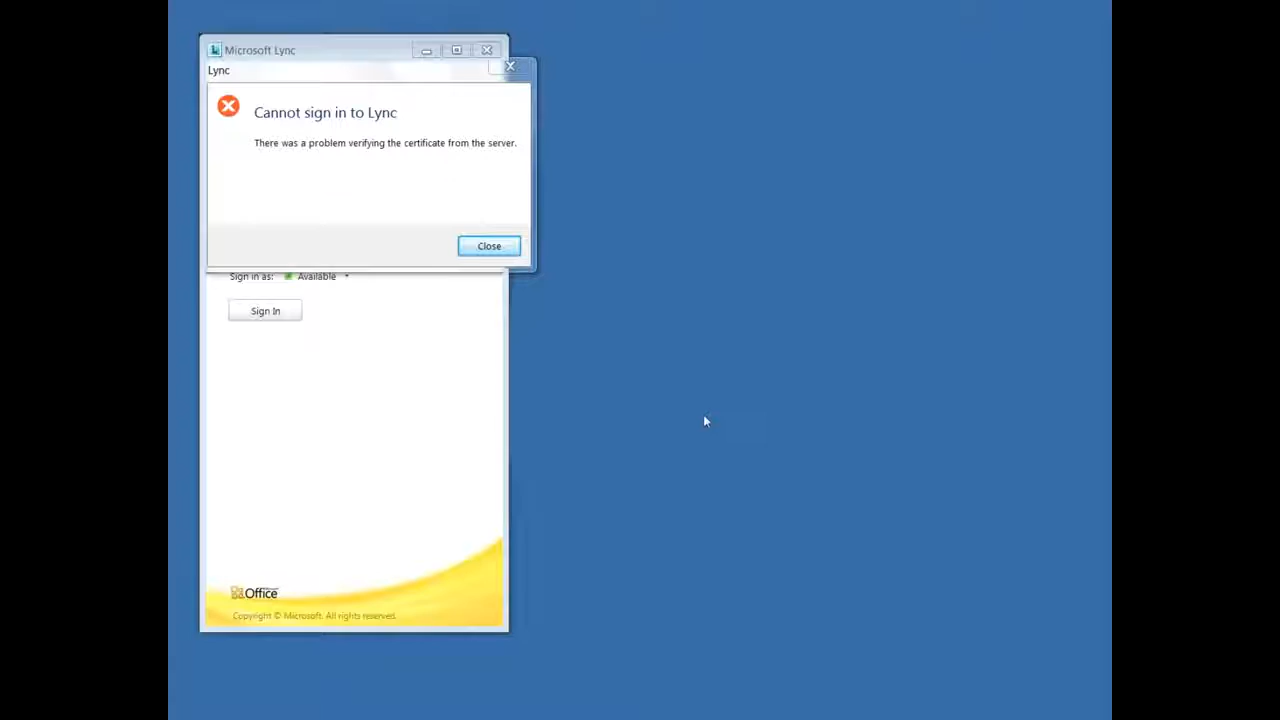 Microsoft Lync
Lync
Cannot sign in to Lync
There was a problem verifying the certificate from the server.
Close
Sign in as: Available
Sign In
Office
Copyright © Microsoft. All rights reserved.